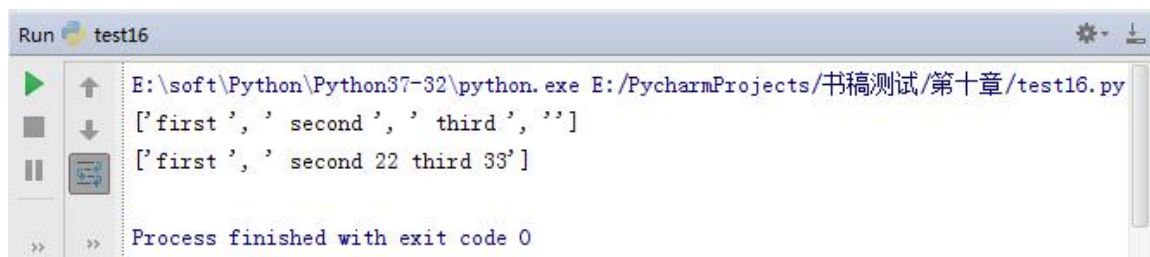 Run test16
E:\soft\Python\Python37-32\python.exe E:/PycharmProjects/书稿测试/第十章/test16.py
['first ', ' second ', ' third ', '']
['first ', ' second 22 third 33']
Process finished with exit code 0